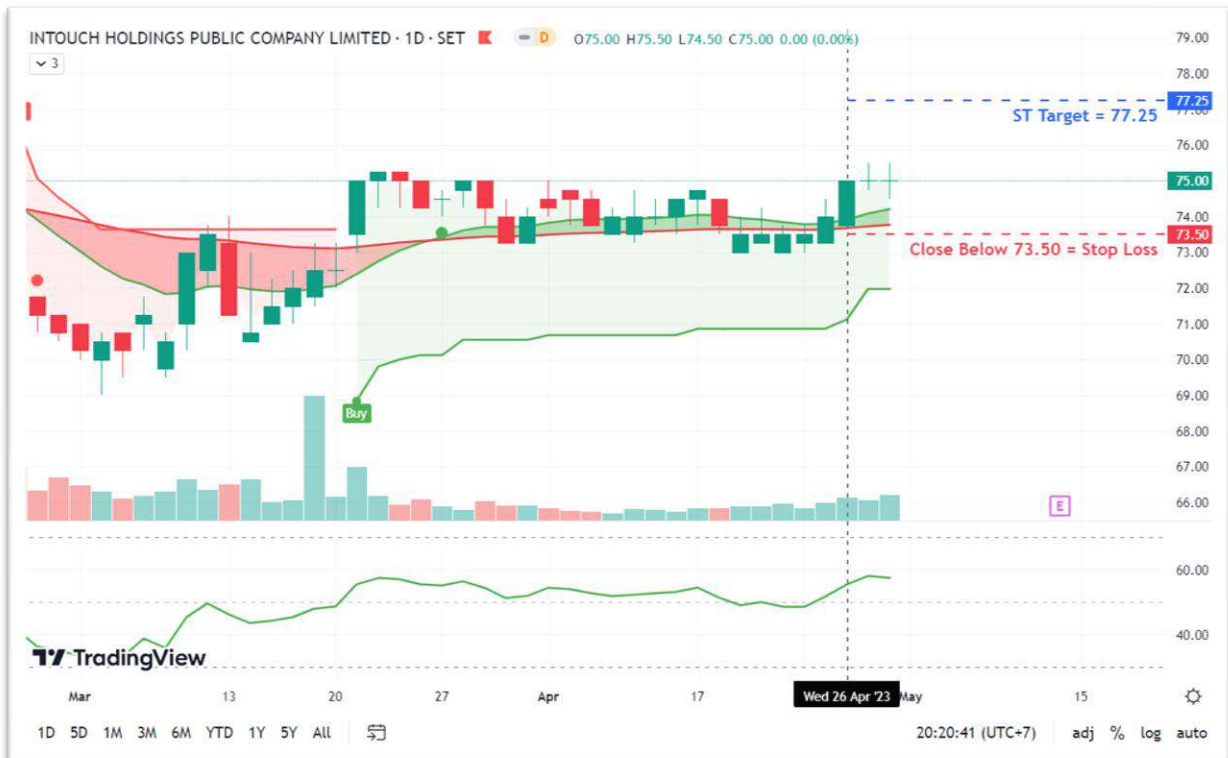 INTOUCH HOLDINGS PUBLIC COMPANY LIMITED · 1D · SET D O75.00 H75.50 L74.50 C75.00 0.00 (0.00%)
3
79.00
78.00
77.25
77.00
ST Target = 77.25
76.00
75.00
74.00
73.50
Close Below 73.50 = Stop Loss
73.00
72.00
71.00
70.00
69.00
Buy
68.00
67.00
66.00
E
60.00
40.00
TradingView
Mar 13 20 27 Apr 17 Wed 26 Apr '23 May 15
1D 5D 1M 3M 6M YTD 1Y 5Y All 20:20:41 (UTC+7) adj % log auto